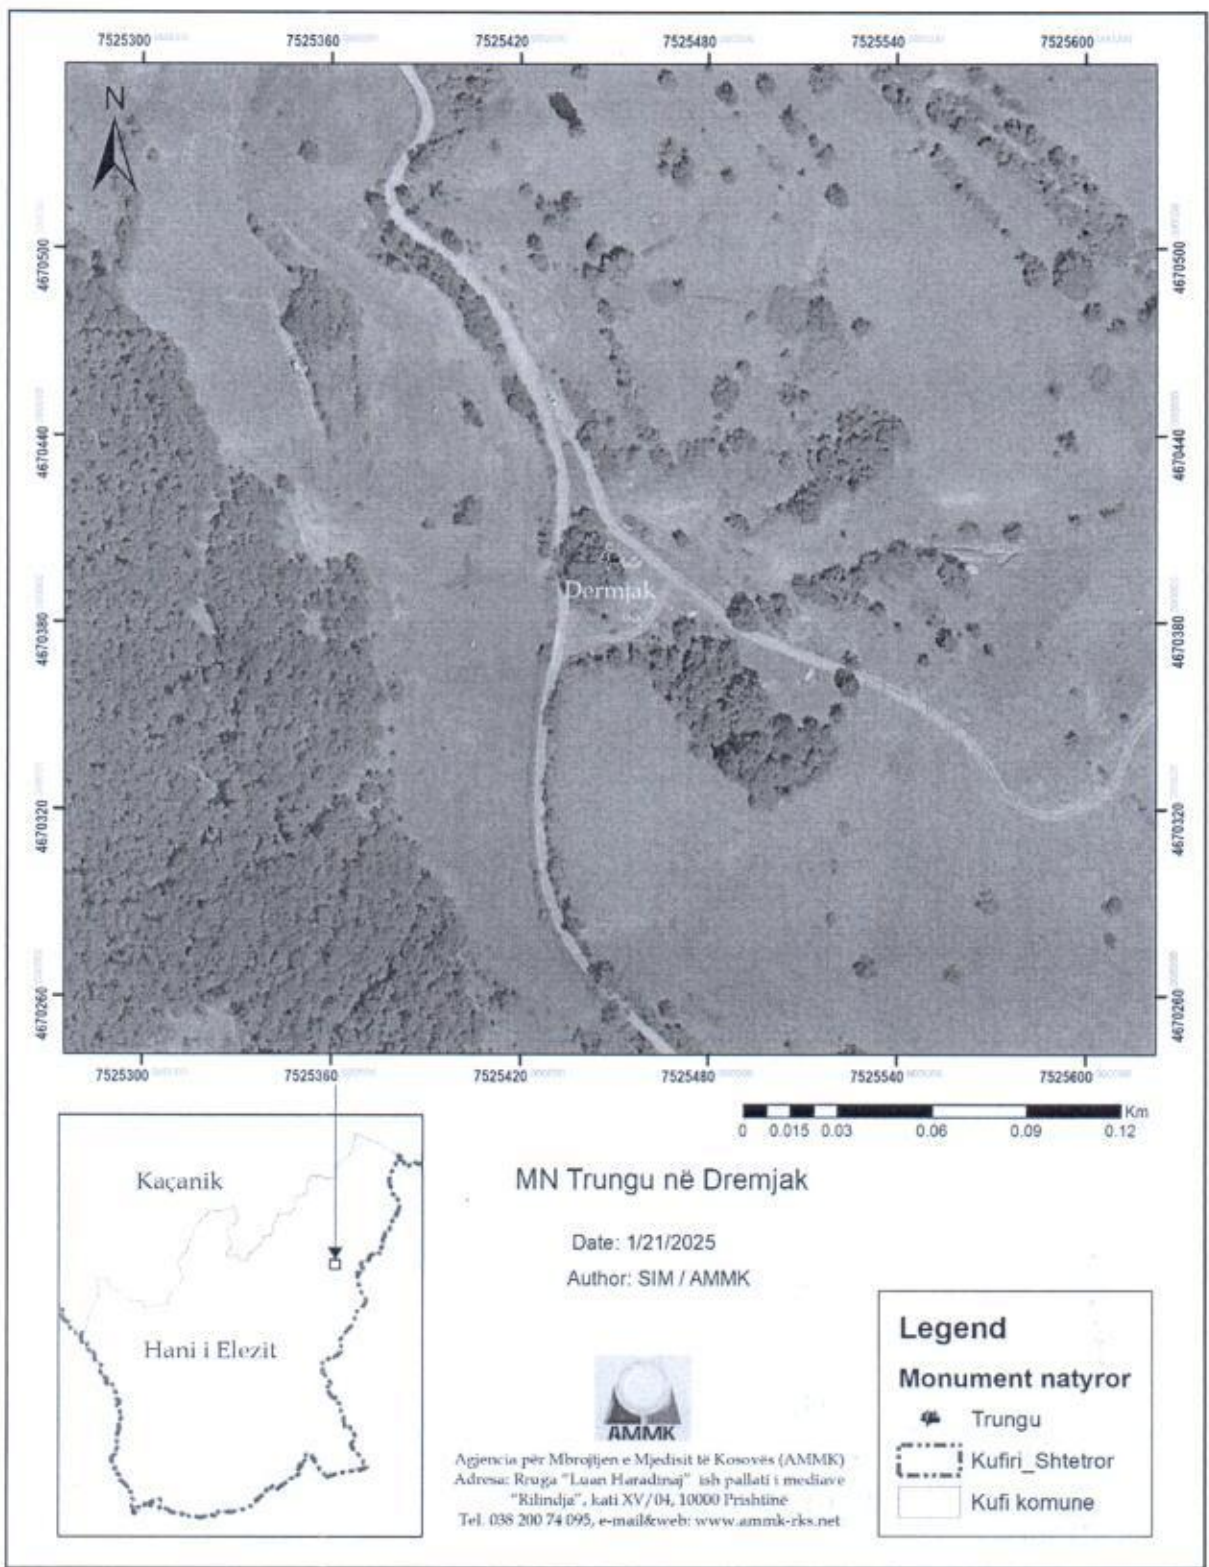 7525300 7525360 7525420 7525480 7525540 7525600
N
4670500 4670500
4670440 4670440
Dermjak
4670380 4670380
4670320 4670320
4670260 4670260
7525300 7525360 7525420 7525480 7525540 7525600
Km
0 0.015 0.03 0.06 0.09 0.12
Kaçanik
Hani i Elezit
MN Trungu në Dremjak
Date: 1/21/2025
Author: SIM / AMMK
AMMK
Agjencia për Mbrojtjen e Mjedisit të Kosovës (AMMK)
Adresa: Rruga "Luan Haradinaj" ish pallati i mediave
"Rilindja", kati XV/04, 10000 Prishtinë
Tel. 038 200 74 095, e-mail&web: www.ammk-rks.net
Legend
Monument natyror
Trungu
Kufiri_Shtetror
Kufi komune